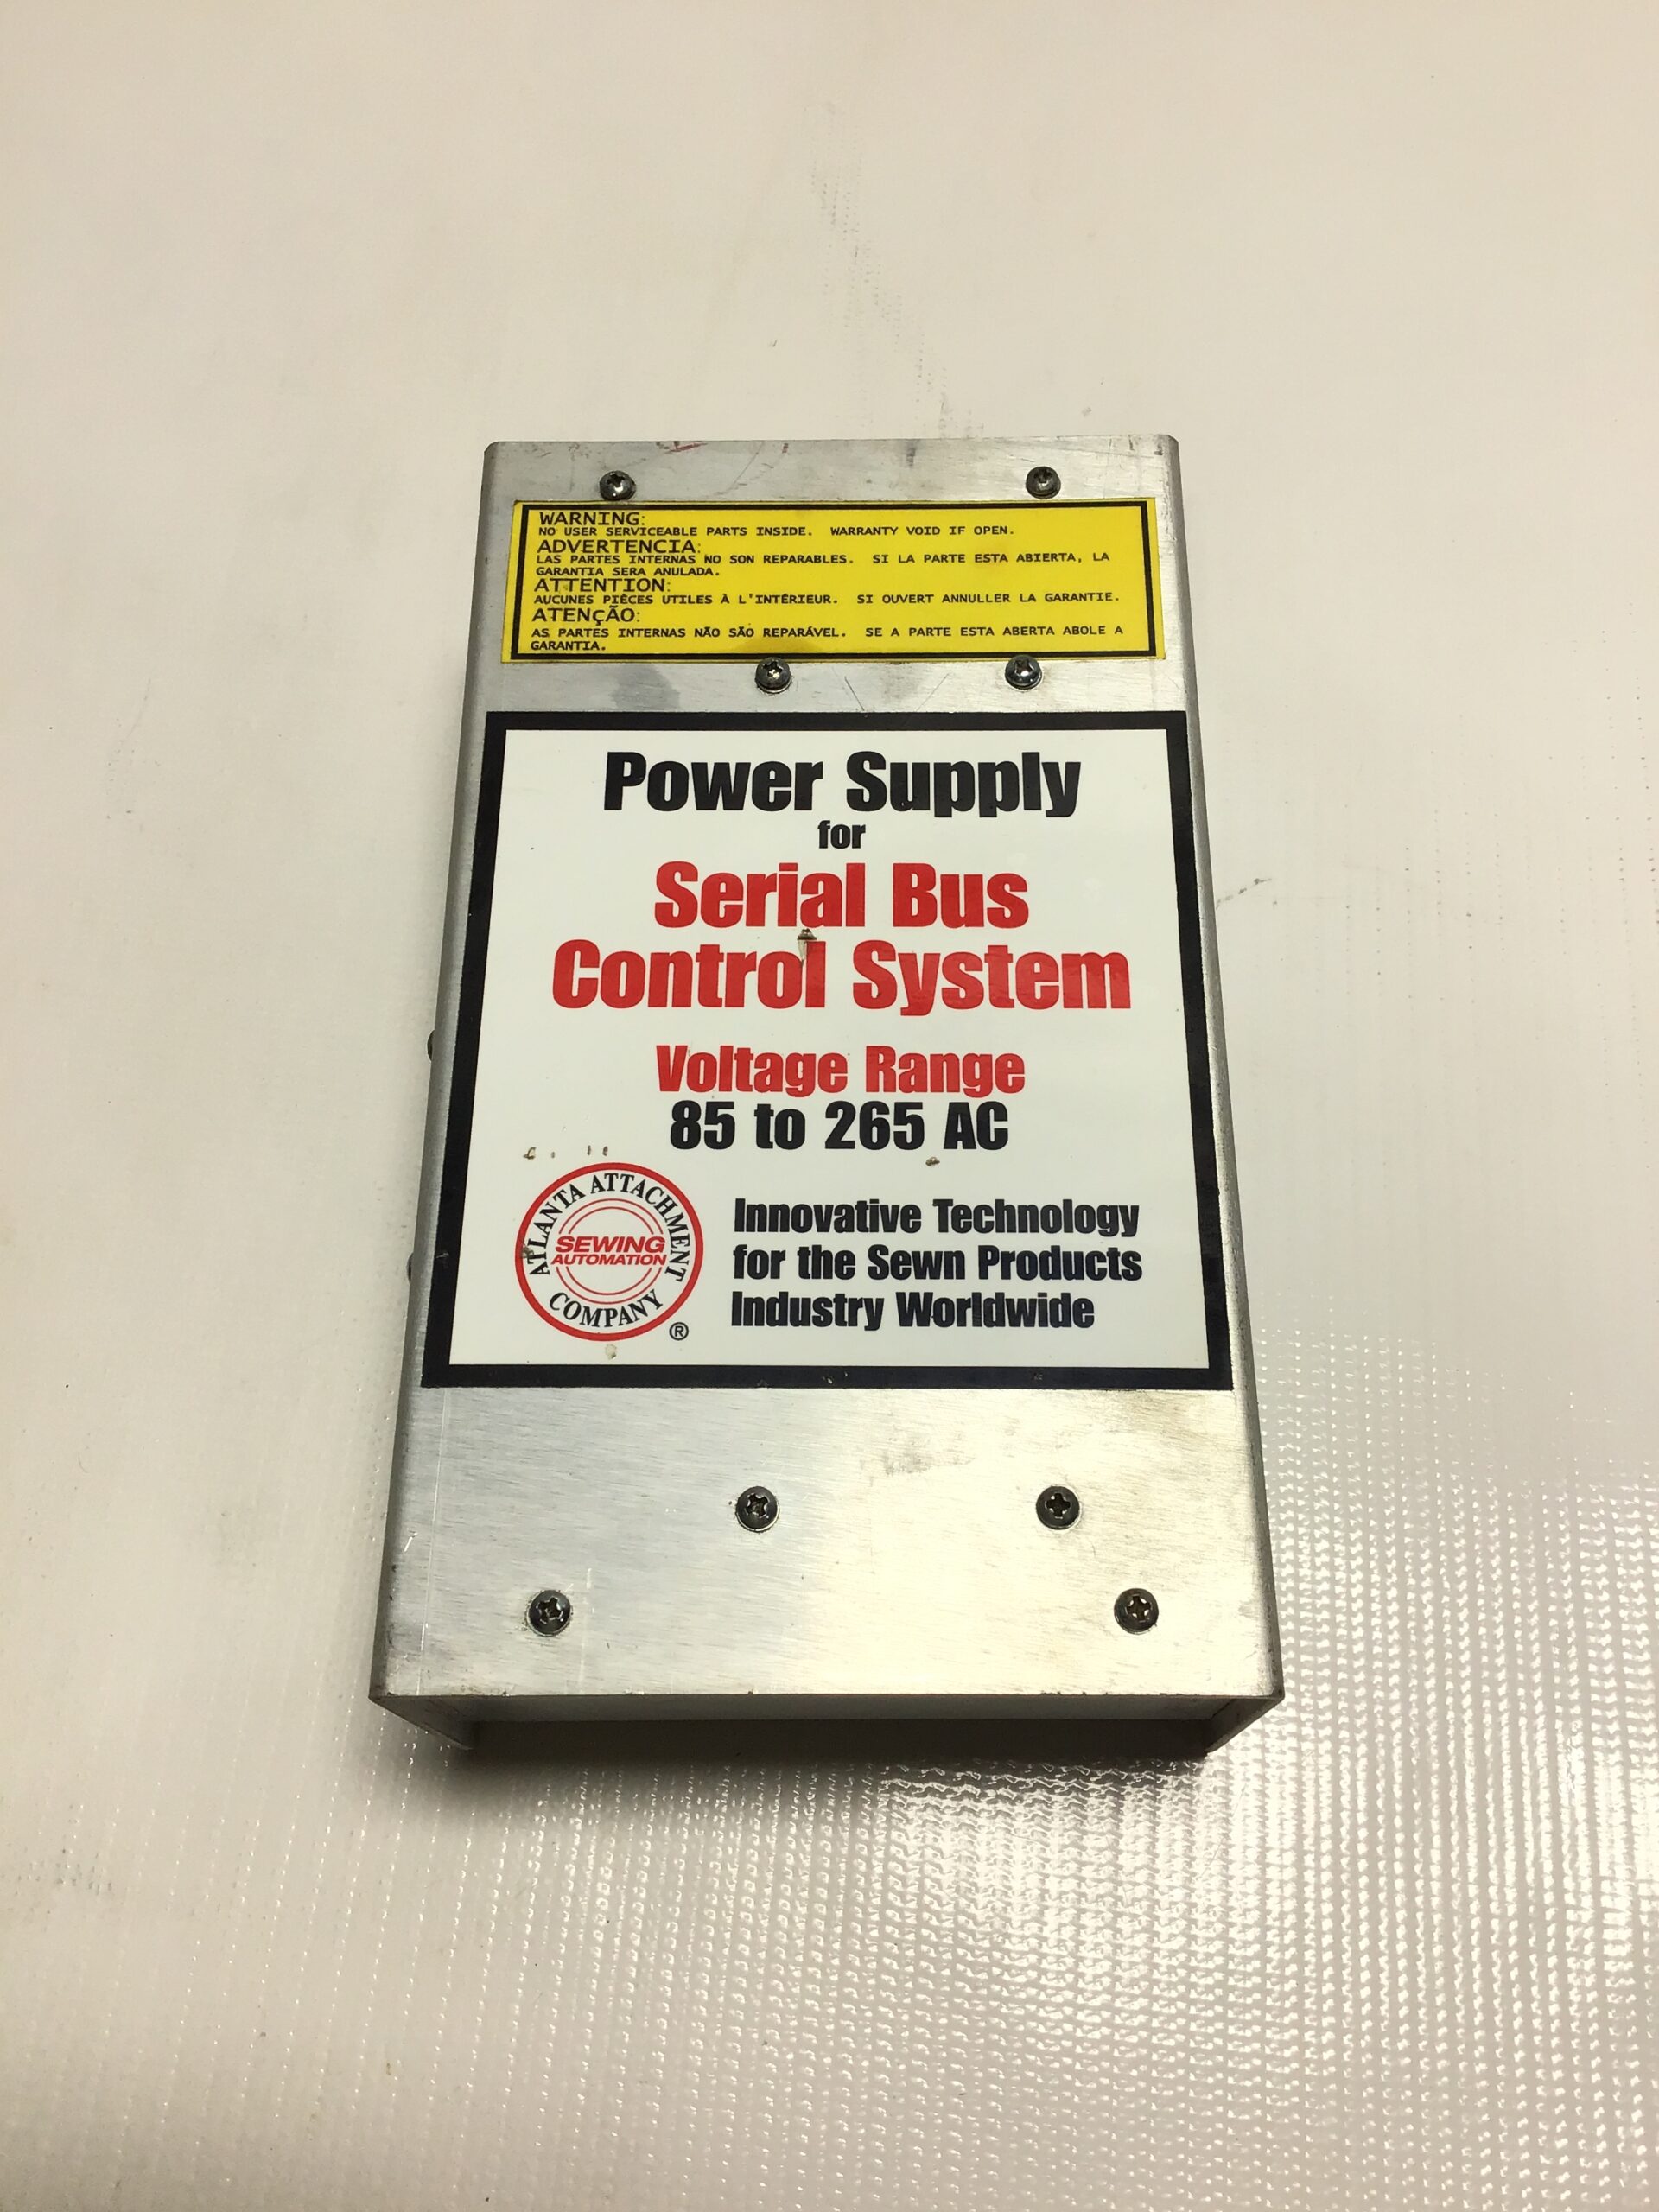 WARNING:
NO USER SERVICEABLE PARTS INSIDE. WARRANTY VOID IF OPEN.
ADVERTENCIA:
LAS PARTES INTERNAS NO SON REPARABLES. SI LA PARTE ESTA ABIERTA, LA
GARANTIA SERA ANULADA.
ATTENTION:
AUCUNES PIÈCES UTILES À L'INTÉRIEUR. SI OUVERT ANNULLER LA GARANTIE.
ATENÇÃO:
AS PARTES INTERNAS NÃO SÃO REPARÁVEL. SE A PARTE ESTA ABERTA ABOLE A
GARANTIA.
Power Supply
for
Serial Bus
Control System
Voltage Range
85 to 265 AC
ATLANTA ATTACHMENT
SEWING
AUTOMATION
COMPANY
®
Innovative Technology
for the Sewn Products
Industry Worldwide